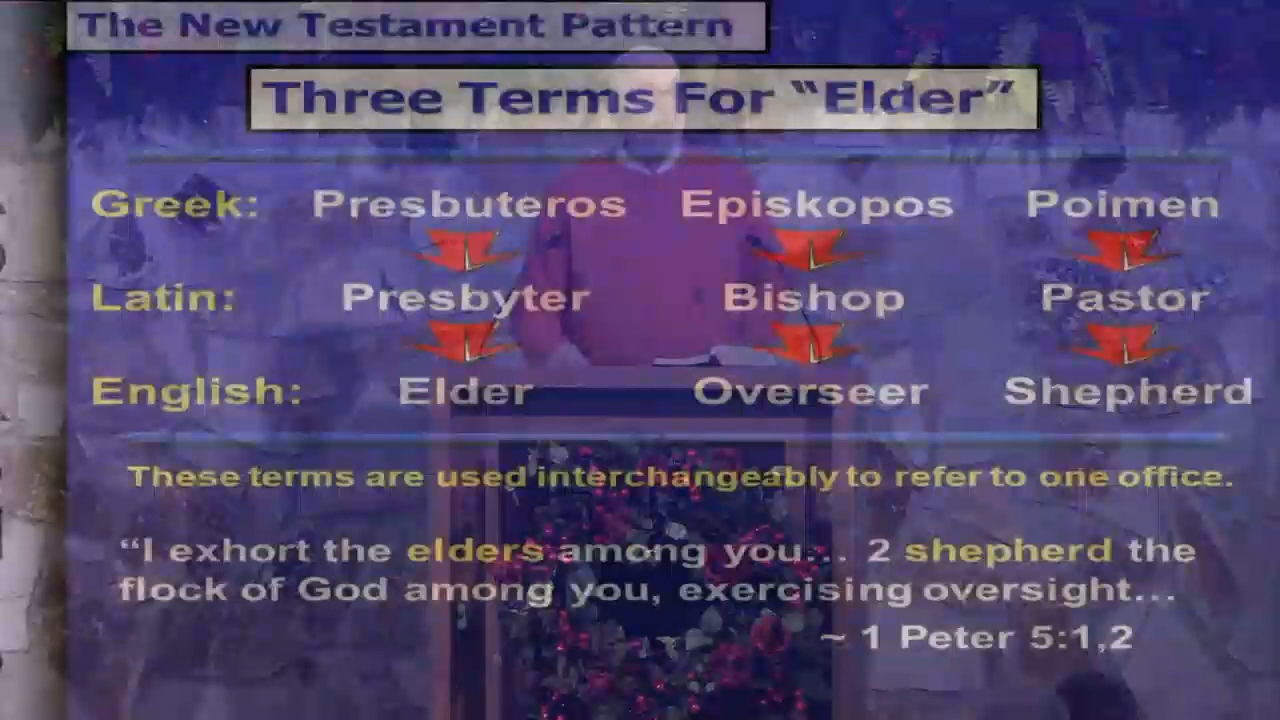 The New Testament Pattern
Three Terms For “Elder”
Greek: Presbuteros Episkopos Poimen
Latin: Presbyter Bishop Pastor
English: Elder Overseer Shepherd
These terms are used interchangeably to refer to one office.
“I exhort the elders among you... 2 shepherd the
flock of God among you, exercising oversight...
~ 1 Peter 5:1,2